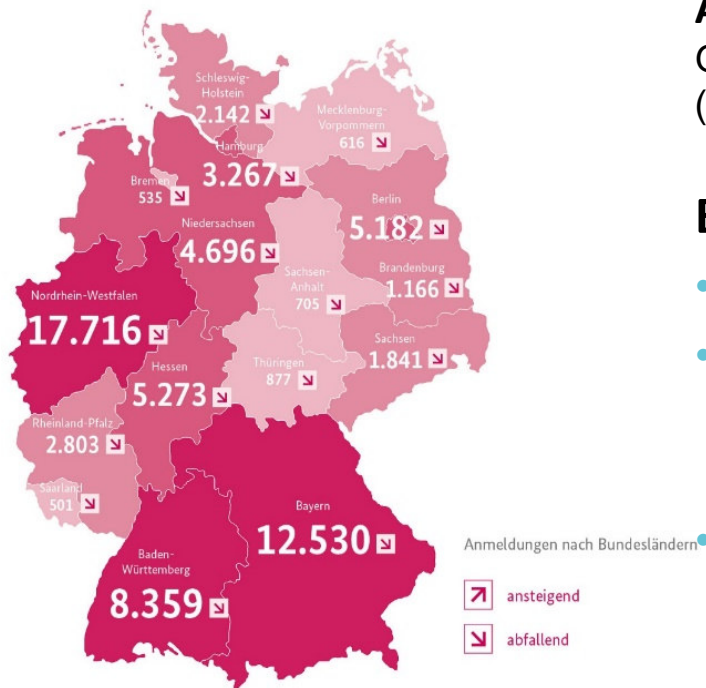 Schleswig-
Holstein
2.142
Mecklenburg-
Vorpommern
616
Hamburg
3.267
Bremen
535
Niedersachsen
4.696
Berlin
5.182
Brandenburg
1.166
Sachsen-
Anhalt
705
Nordrhein-Westfalen
17.716
Sachsen
1.841
Thüringen
877
Hessen
5.273
Rheinland-Pfalz
2.803
Saarland
501
Bayern
12.530
Baden-
Württemberg
8.359
Anmeldungen nach Bundesländern
ansteigend
abfallend